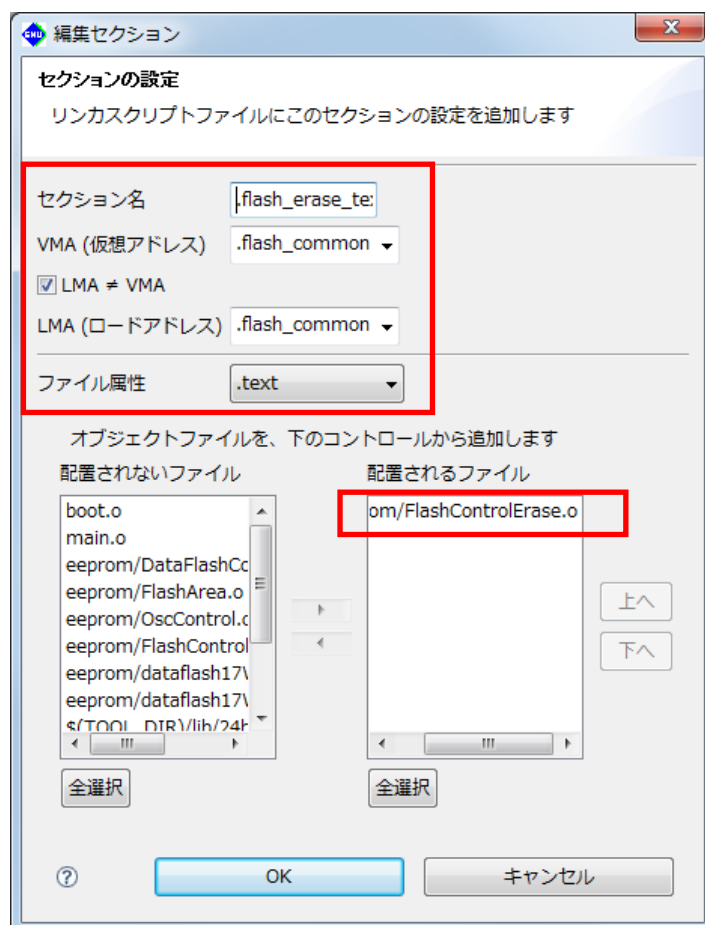 GNU 編集セクション
セクションの設定
リンカスクリプトファイルにこのセクションの設定を追加します
セクション名 .flash_erase_te
VMA (仮想アドレス) .flash_common
LMA ≠ VMA
LMA (ロードアドレス) .flash_common
ファイル属性 .text
オブジェクトファイルを、下のコントロールから追加します
配置されないファイル 配置されるファイル
boot.o
main.o
eeprom/DataFlashCo
eeprom/FlashArea.o
eeprom/OscControl.o
eeprom/FlashControl
eeprom/dataflash17\
eeprom/dataflash17\
$(TOOL_DIR)/lib/24b
om/FlashControlErase.o
上へ
下へ
全選択 全選択
OK キャンセル